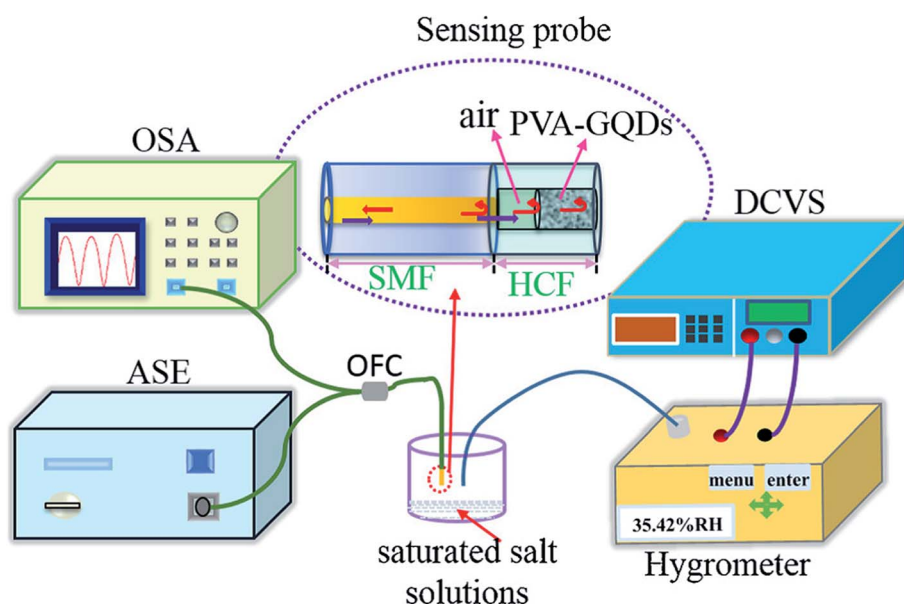 Sensing probe
air
PVA-GQDs
OSA
DCVS
SMF
HCF
ASE
OFC
menu
enter
35.42%RH
saturated salt
solutions
Hygrometer